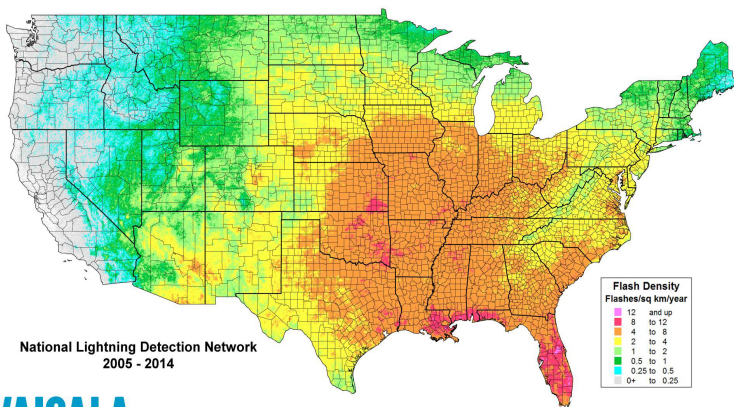 National Lightning Detection Network
2005 - 2014
Flash Density
Flashes/sq km/year
12 and up
8 to 12
4 to 8
2 to 4
1 to 2
0.5 to 1
0.25 to 0.5
0+ to 0.25